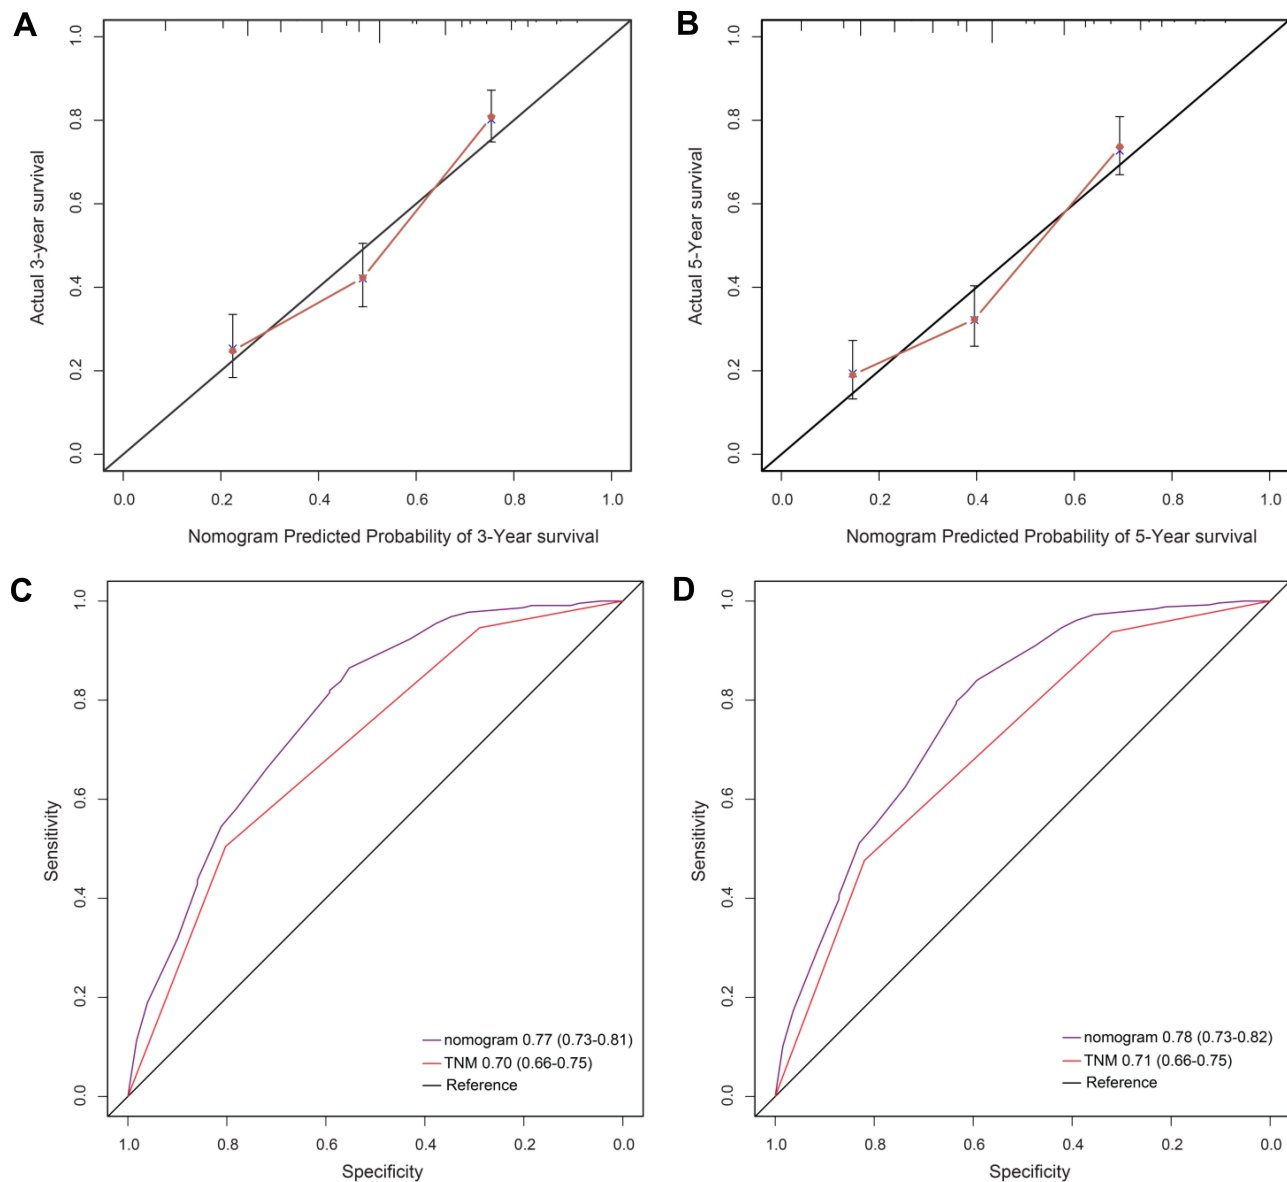 A
Actual 3-year survival
1.0
0.8
0.6
0.4
0.2
0.0
0.0 0.2 0.4 0.6 0.8 1.0
Nomogram Predicted Probability of 3-Year survival
B
Actual 5-Year survival
1.0
0.8
0.6
0.4
0.2
0.0
0.0 0.2 0.4 0.6 0.8 1.0
Nomogram Predicted Probability of 5-Year survival
C
Sensitivity
1.0
0.8
0.6
0.4
0.2
0.0
nomogram 0.77 (0.73-0.81)
TNM 0.70 (0.66-0.75)
Reference
1.0 0.8 0.6 0.4 0.2 0.0
Specificity
D
Sensitivity
1.0
0.8
0.6
0.4
0.2
0.0
nomogram 0.78 (0.73-0.82)
TNM 0.71 (0.66-0.75)
Reference
1.0 0.8 0.6 0.4 0.2 0.0
Specificity